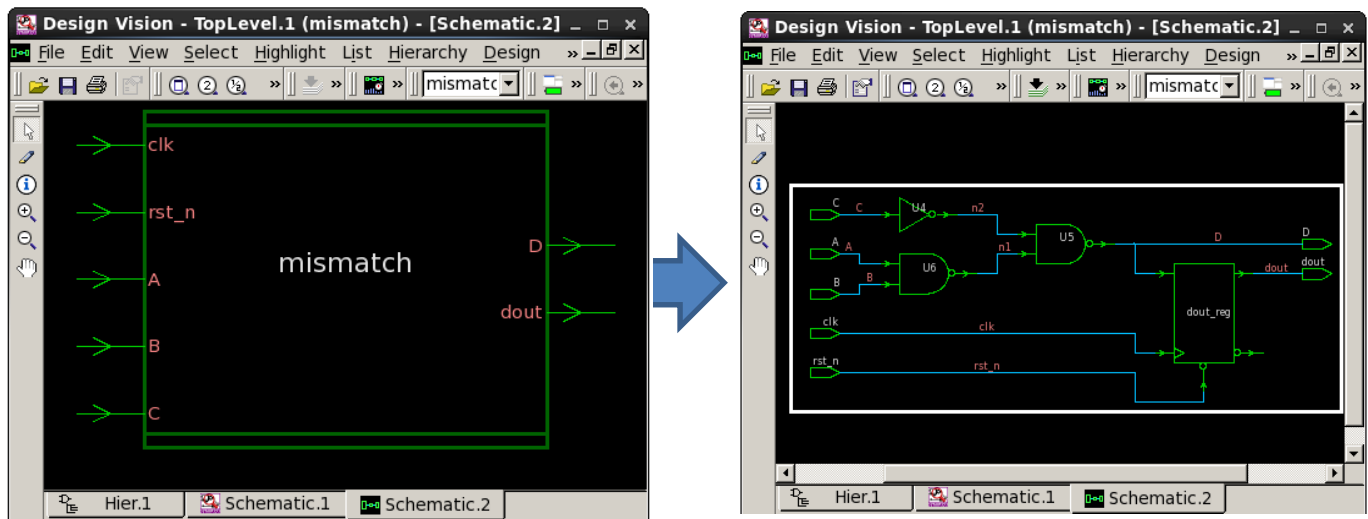 Design Vision - TopLevel.1 (mismatch) - [Schematic.2]
File Edit View Select Highlight List Hierarchy Design »
» » mismatc » »
clk
rst_n
A
B
C
mismatch
D
dout
Hier.1 Schematic.1 Schematic.2
Design Vision - TopLevel.1 (mismatch) - [Schematic.2]
File Edit View Select Highlight List Hierarchy Design »
» » mismatc » »
C C U4 n2
A A U6 n1 U5 D D
B B
dout dout
dout_reg
clk clk
rst_n rst_n
Hier.1 Schematic.1 Schematic.2